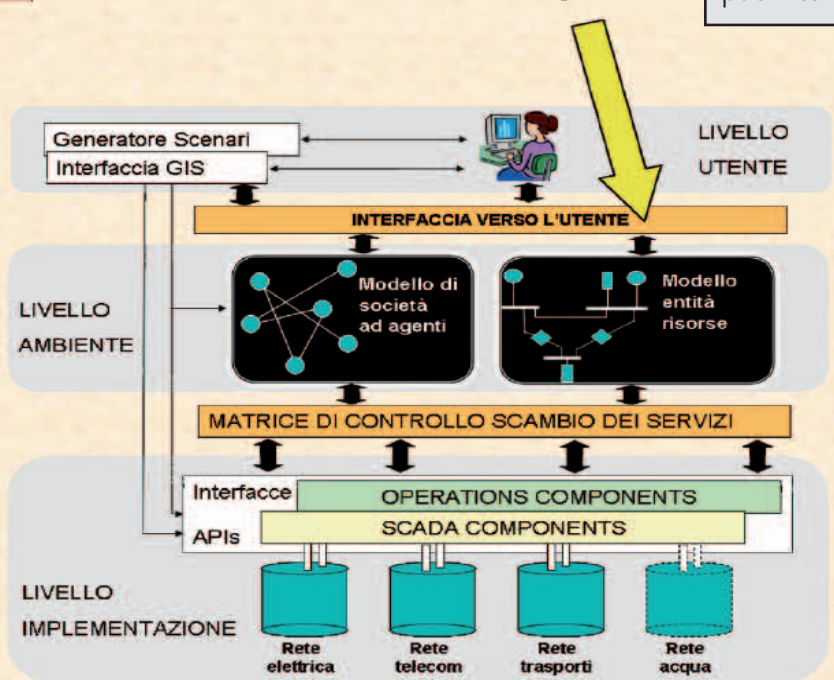 Generatore Scenari
Interfaccia GIS
LIVELLO
UTENTE
INTERFACCIA VERSO L'UTENTE
LIVELLO
AMBIENTE
Modello di
società
ad agenti
Modello
entità
risorse
MATRICE DI CONTROLLO SCAMBIO DEI SERVIZI
Interfacce
OPERATIONS COMPONENTS
APIs
SCADA COMPONENTS
LIVELLO
IMPLEMENTAZIONE
Rete
elettrica
Rete
telecom
Rete
trasporti
Rete
acqua